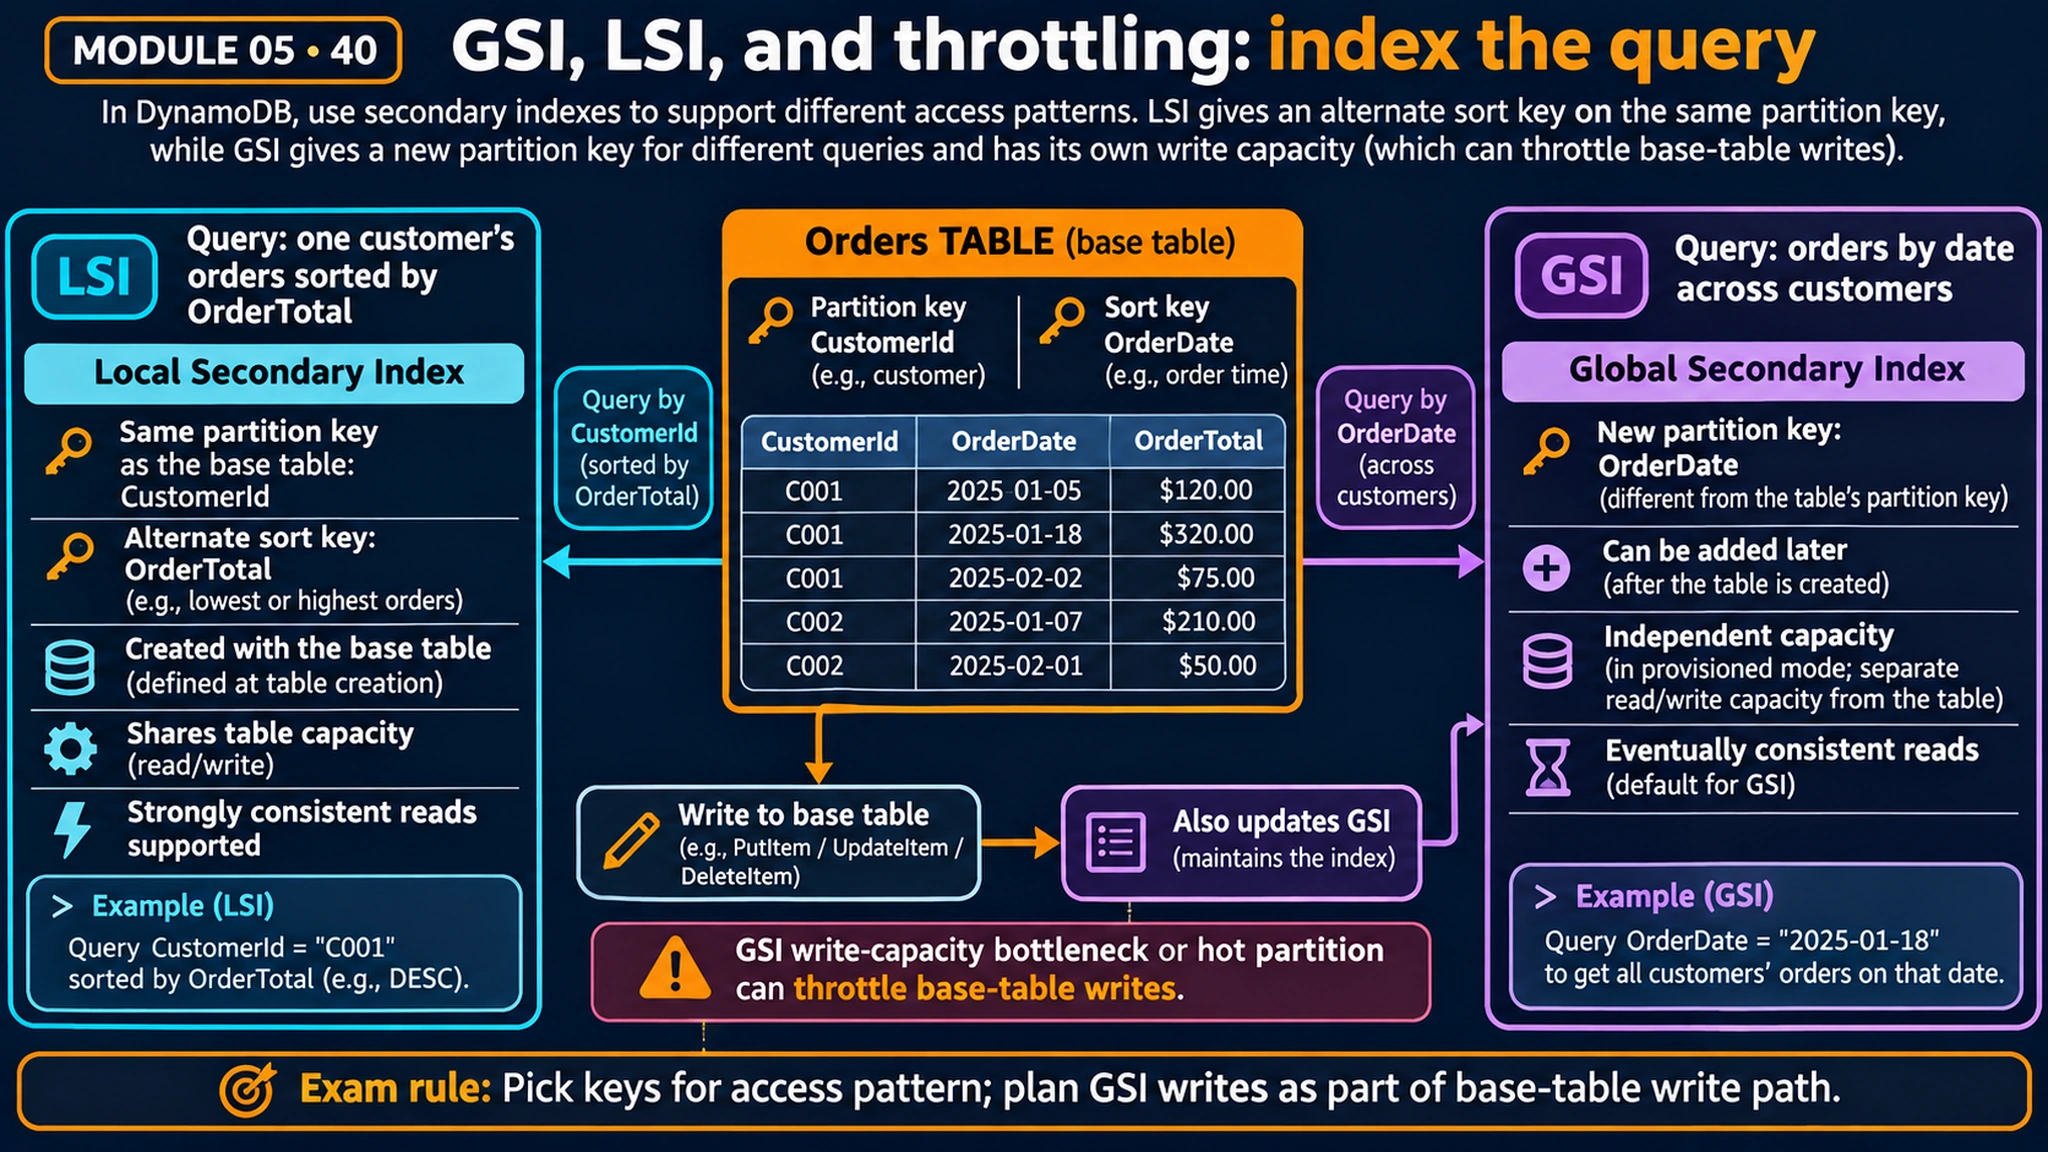 MODULE 05 • 40
GSI, LSI, and throttling: index the query
In DynamoDB, use secondary indexes to support different access patterns. LSI gives an alternate sort key on the same partition key,
while GSI gives a new partition key for different queries and has its own write capacity (which can throttle base-table writes).
LSI
Query: one customer's
orders sorted by
OrderTotal
Local Secondary Index
Same partition key
as the base table:
CustomerId
Alternate sort key:
OrderTotal
(e.g., lowest or highest orders)
Created with the base table
(defined at table creation)
Shares table capacity
(read/write)
Strongly consistent reads
supported
> Example (LSI)
Query CustomerId = "C001"
sorted by OrderTotal (e.g., DESC).
Query by
CustomerId
(sorted by
OrderTotal)
Orders TABLE (base table)
Partition key
CustomerId
(e.g., customer)
Sort key
OrderDate
(e.g., order time)
CustomerId OrderDate OrderTotal
C001 2025-01-05 $120.00
C001 2025-01-18 $320.00
C001 2025-02-02 $75.00
C002 2025-01-07 $210.00
C002 2025-02-01 $50.00
Write to base table
(e.g., PutItem / UpdateItem /
DeleteItem)
Also updates GSI
(maintains the index)
GSI write-capacity bottleneck or hot partition
can throttle base-table writes.
Query by
OrderDate
(across
customers)
GSI
Query: orders by date
across customers
Global Secondary Index
New partition key:
OrderDate
(different from the table's partition key)
Can be added later
(after the table is created)
Independent capacity
(in provisioned mode; separate
read/write capacity from the table)
Eventually consistent reads
(default for GSI)
> Example (GSI)
Query OrderDate = "2025-01-18"
to get all customers' orders on that date.
Exam rule: Pick keys for access pattern; plan GSI writes as part of base-table write path.